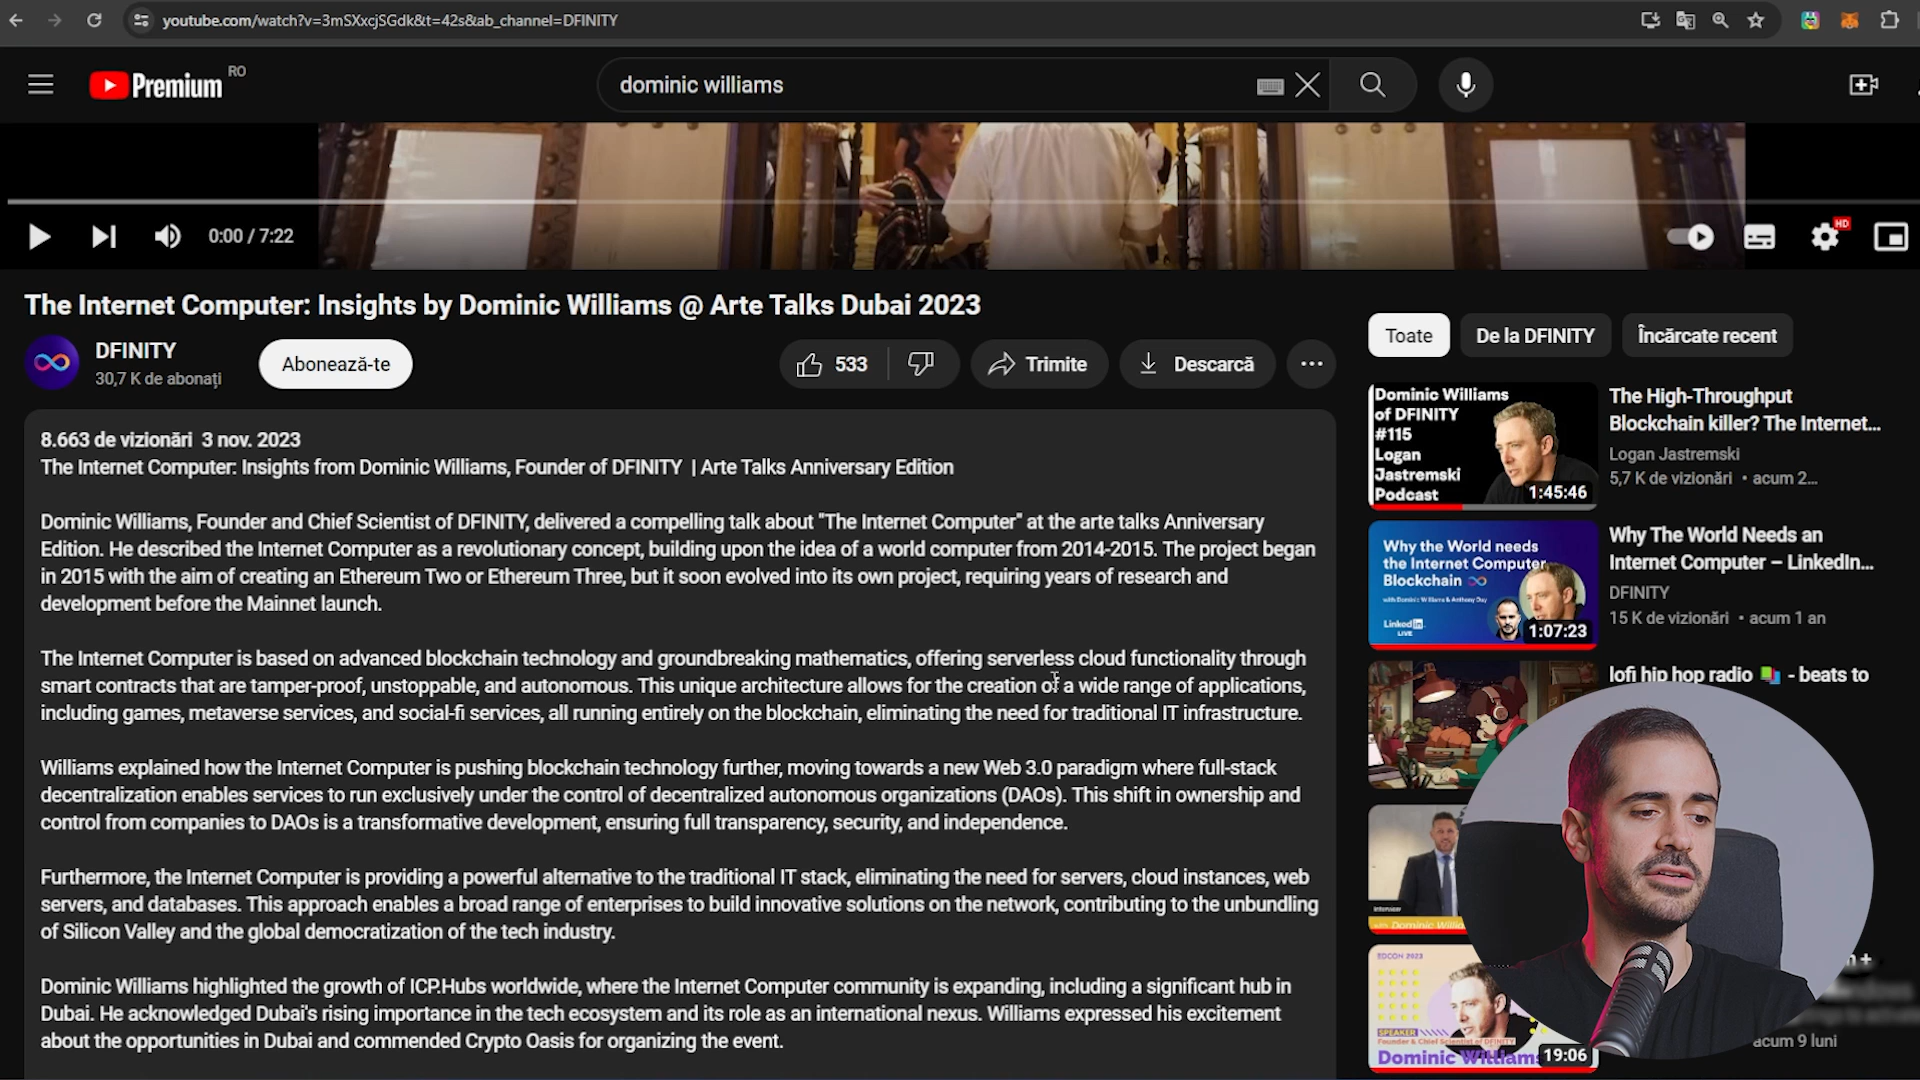 youtube.com/watch?v=3mSXxcjSGdk&t=42s&ab_channel=DFINITY
Premium RO
dominic williams
0:00 / 7:22
HD
The Internet Computer: Insights by Dominic Williams @ Arte Talks Dubai 2023
DFINITY
30,7 K de abonați
Abonează-te
533
Trimite
Descarcă
8.663 de vizionări 3 nov. 2023
The Internet Computer: Insights from Dominic Williams, Founder of DFINITY | Arte Talks Anniversary Edition
Dominic Williams, Founder and Chief Scientist of DFINITY, delivered a compelling talk about "The Internet Computer" at the arte talks Anniversary
Edition. He described the Internet Computer as a revolutionary concept, building upon the idea of a world computer from 2014-2015. The project began
in 2015 with the aim of creating an Ethereum Two or Ethereum Three, but it soon evolved into its own project, requiring years of research and
development before the Mainnet launch.
The Internet Computer is based on advanced blockchain technology and groundbreaking mathematics, offering serverless cloud functionality through
smart contracts that are tamper-proof, unstoppable, and autonomous. This unique architecture allows for the creation of a wide range of applications,
including games, metaverse services, and social-fi services, all running entirely on the blockchain, eliminating the need for traditional IT infrastructure.
Williams explained how the Internet Computer is pushing blockchain technology further, moving towards a new Web 3.0 paradigm where full-stack
decentralization enables services to run exclusively under the control of decentralized autonomous organizations (DAOs). This shift in ownership and
control from companies to DAOs is a transformative development, ensuring full transparency, security, and independence.
Furthermore, the Internet Computer is providing a powerful alternative to the traditional IT stack, eliminating the need for servers, cloud instances, web
servers, and databases. This approach enables a broad range of enterprises to build innovative solutions on the network, contributing to the unbundling
of Silicon Valley and the global democratization of the tech industry.
Dominic Williams highlighted the growth of ICP.Hubs worldwide, where the Internet Computer community is expanding, including a significant hub in
Dubai. He acknowledged Dubai's rising importance in the tech ecosystem and its role as an international nexus. Williams expressed his excitement
about the opportunities in Dubai and commended Crypto Oasis for organizing the event.
Toate
De la DFINITY
Încărcate recent
Dominic Williams
of DFINITY
#115
Logan
Jastremski
Podcast
1:45:46
The High-Throughput
Blockchain killer? The Internet...
Logan Jastremski
5,7 K de vizionări • acum 2...
Why the World needs
the Internet Computer
Blockchain
with Dominic Williams & Anthony Day
LinkedIn
LIVE
1:07:23
Why The World Needs an
Internet Computer – LinkedIn...
DFINITY
15 K de vizionări • acum 1 an
lofi hip hop radio - beats to
Interview
with Dominic
EDCON 2023
SPEAKER
Founder & Chief Scientist of DFINITY
Dominic Williams
19:06
acum 9 luni